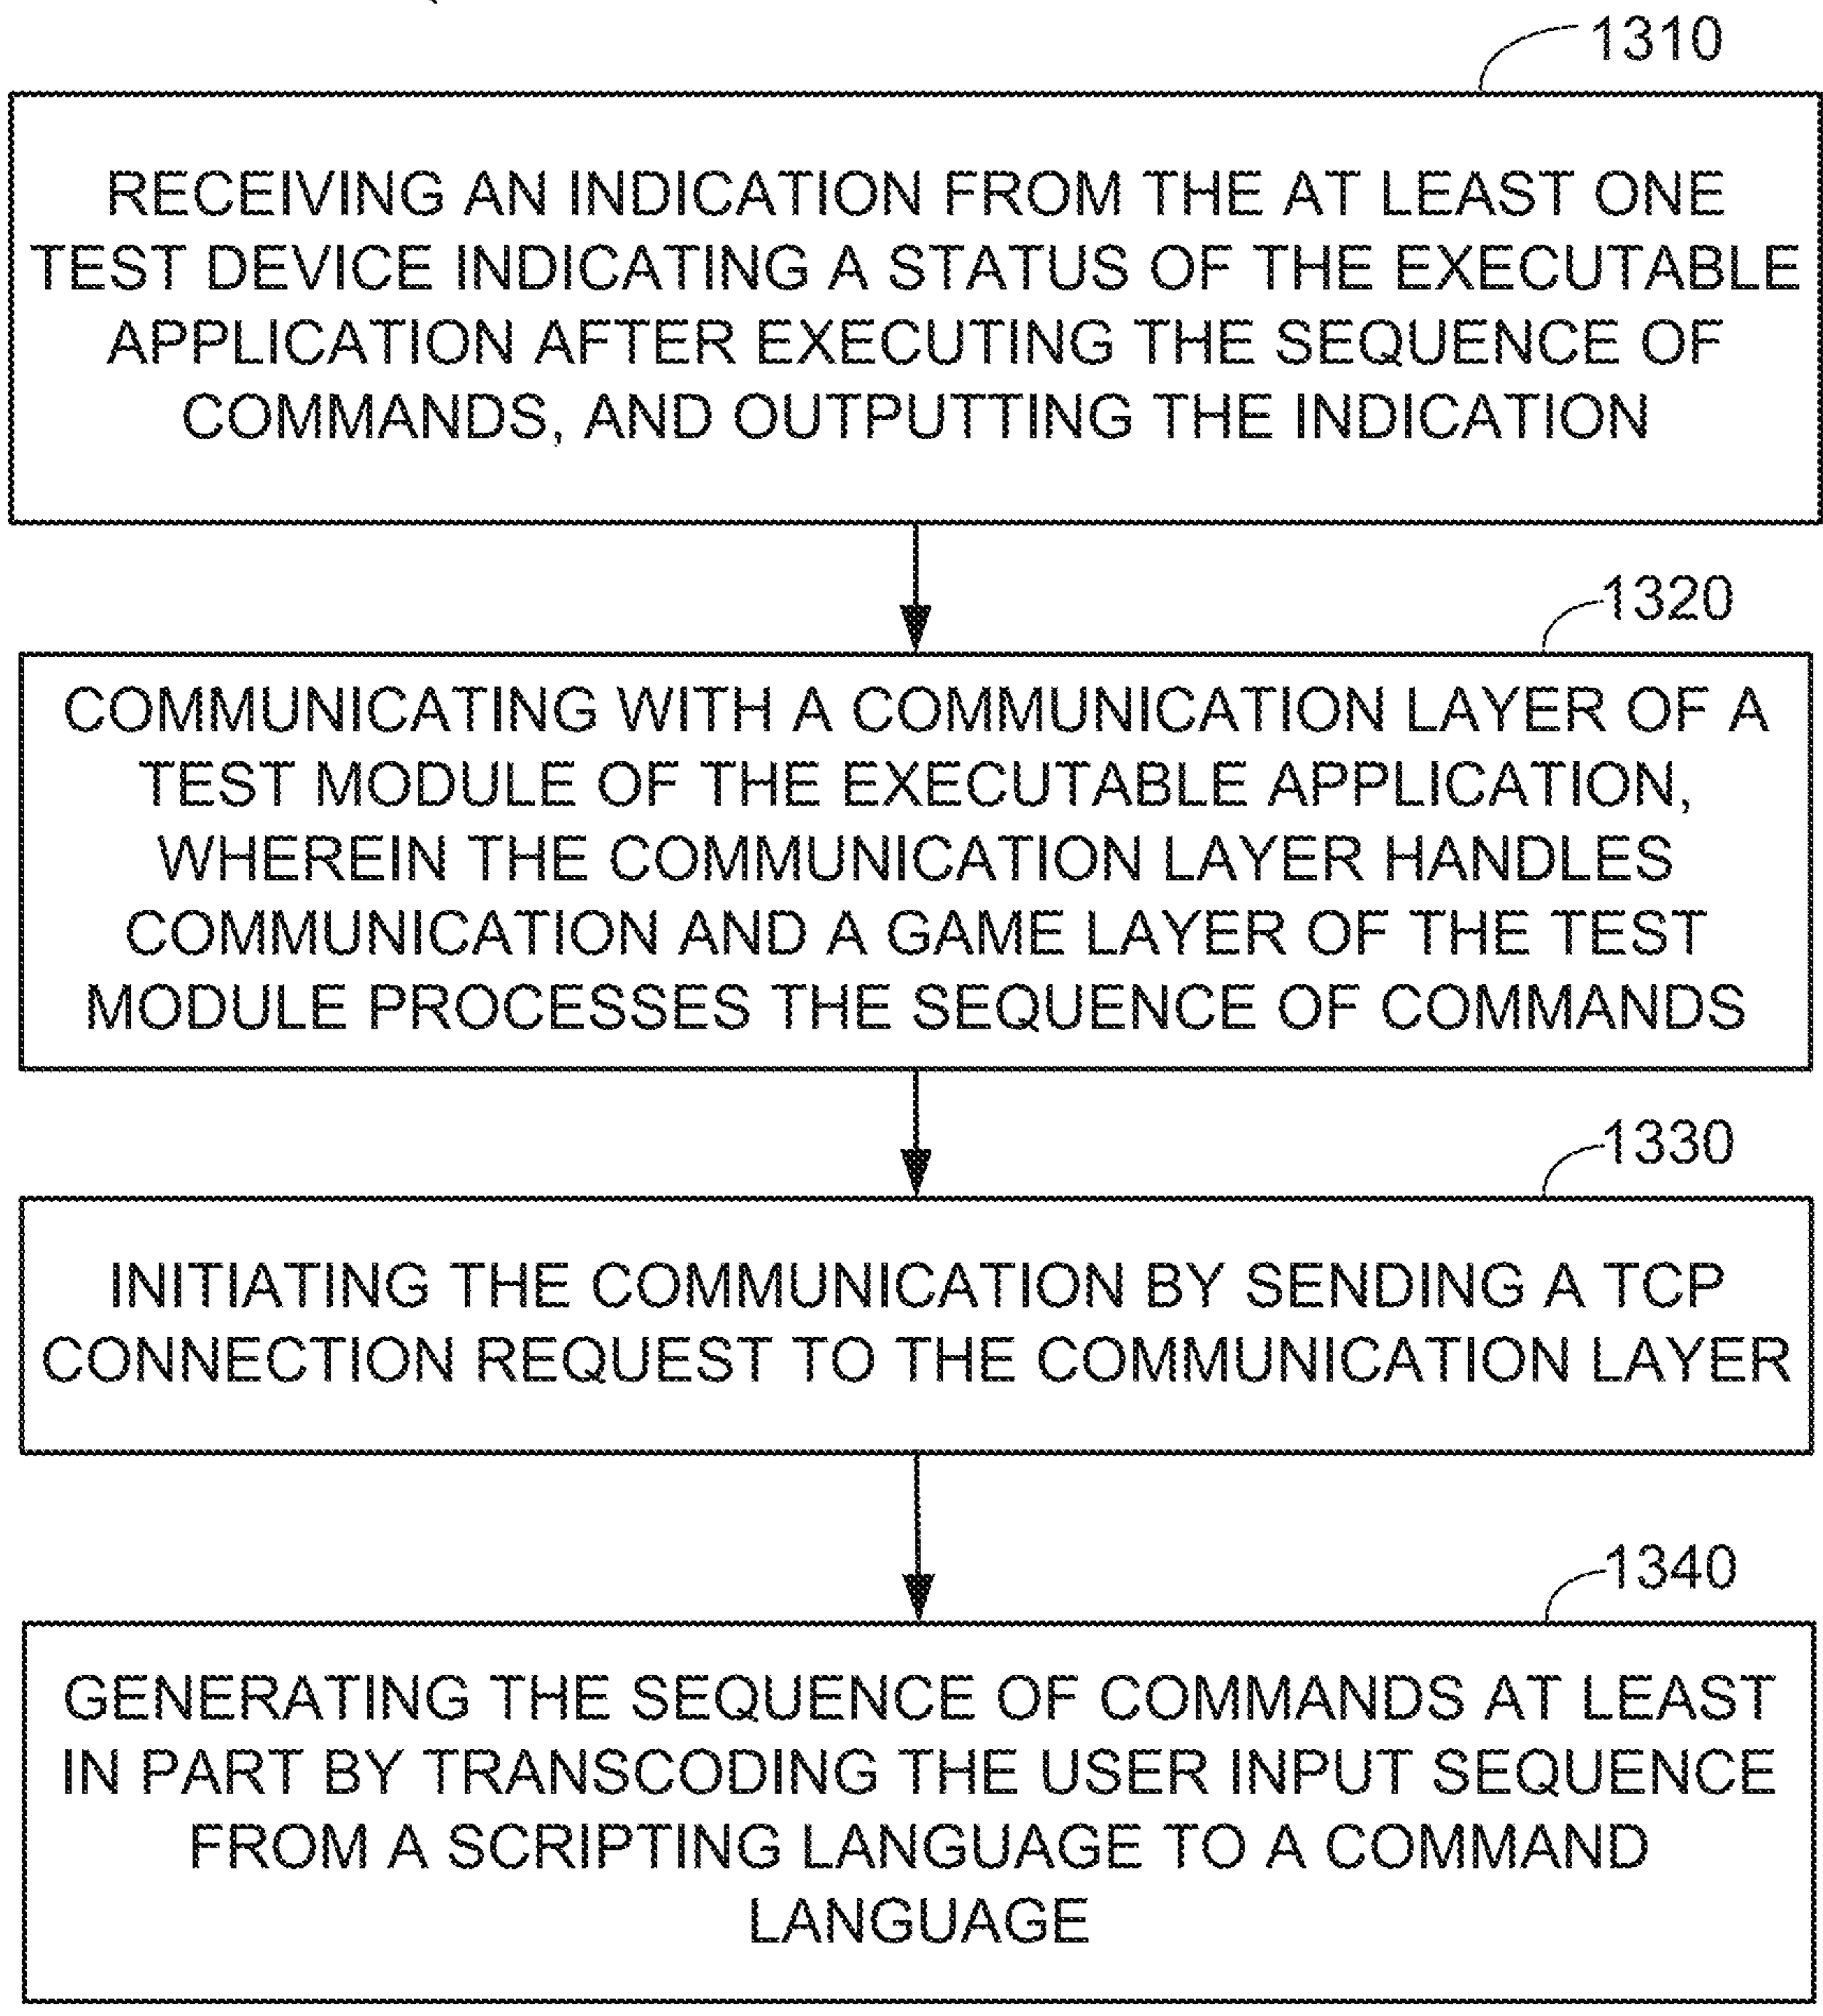 1310
RECEIVING AN INDICATION FROM THE AT LEAST ONE
TEST DEVICE INDICATING A STATUS OF THE EXECUTABLE
APPLICATION AFTER EXECUTING THE SEQUENCE OF
COMMANDS, AND OUTPUTTING THE INDICATION
1320
COMMUNICATING WITH A COMMUNICATION LAYER OF A
TEST MODULE OF THE EXECUTABLE APPLICATION,
WHEREIN THE COMMUNICATION LAYER HANDLES
COMMUNICATION AND A GAME LAYER OF THE TEST
MODULE PROCESSES THE SEQUENCE OF COMMANDS
1330
INITIATING THE COMMUNICATION BY SENDING A TCP
CONNECTION REQUEST TO THE COMMUNICATION LAYER
1340
GENERATING THE SEQUENCE OF COMMANDS AT LEAST
IN PART BY TRANSCODING THE USER INPUT SEQUENCE
FROM A SCRIPTING LANGUAGE TO A COMMAND
LANGUAGE